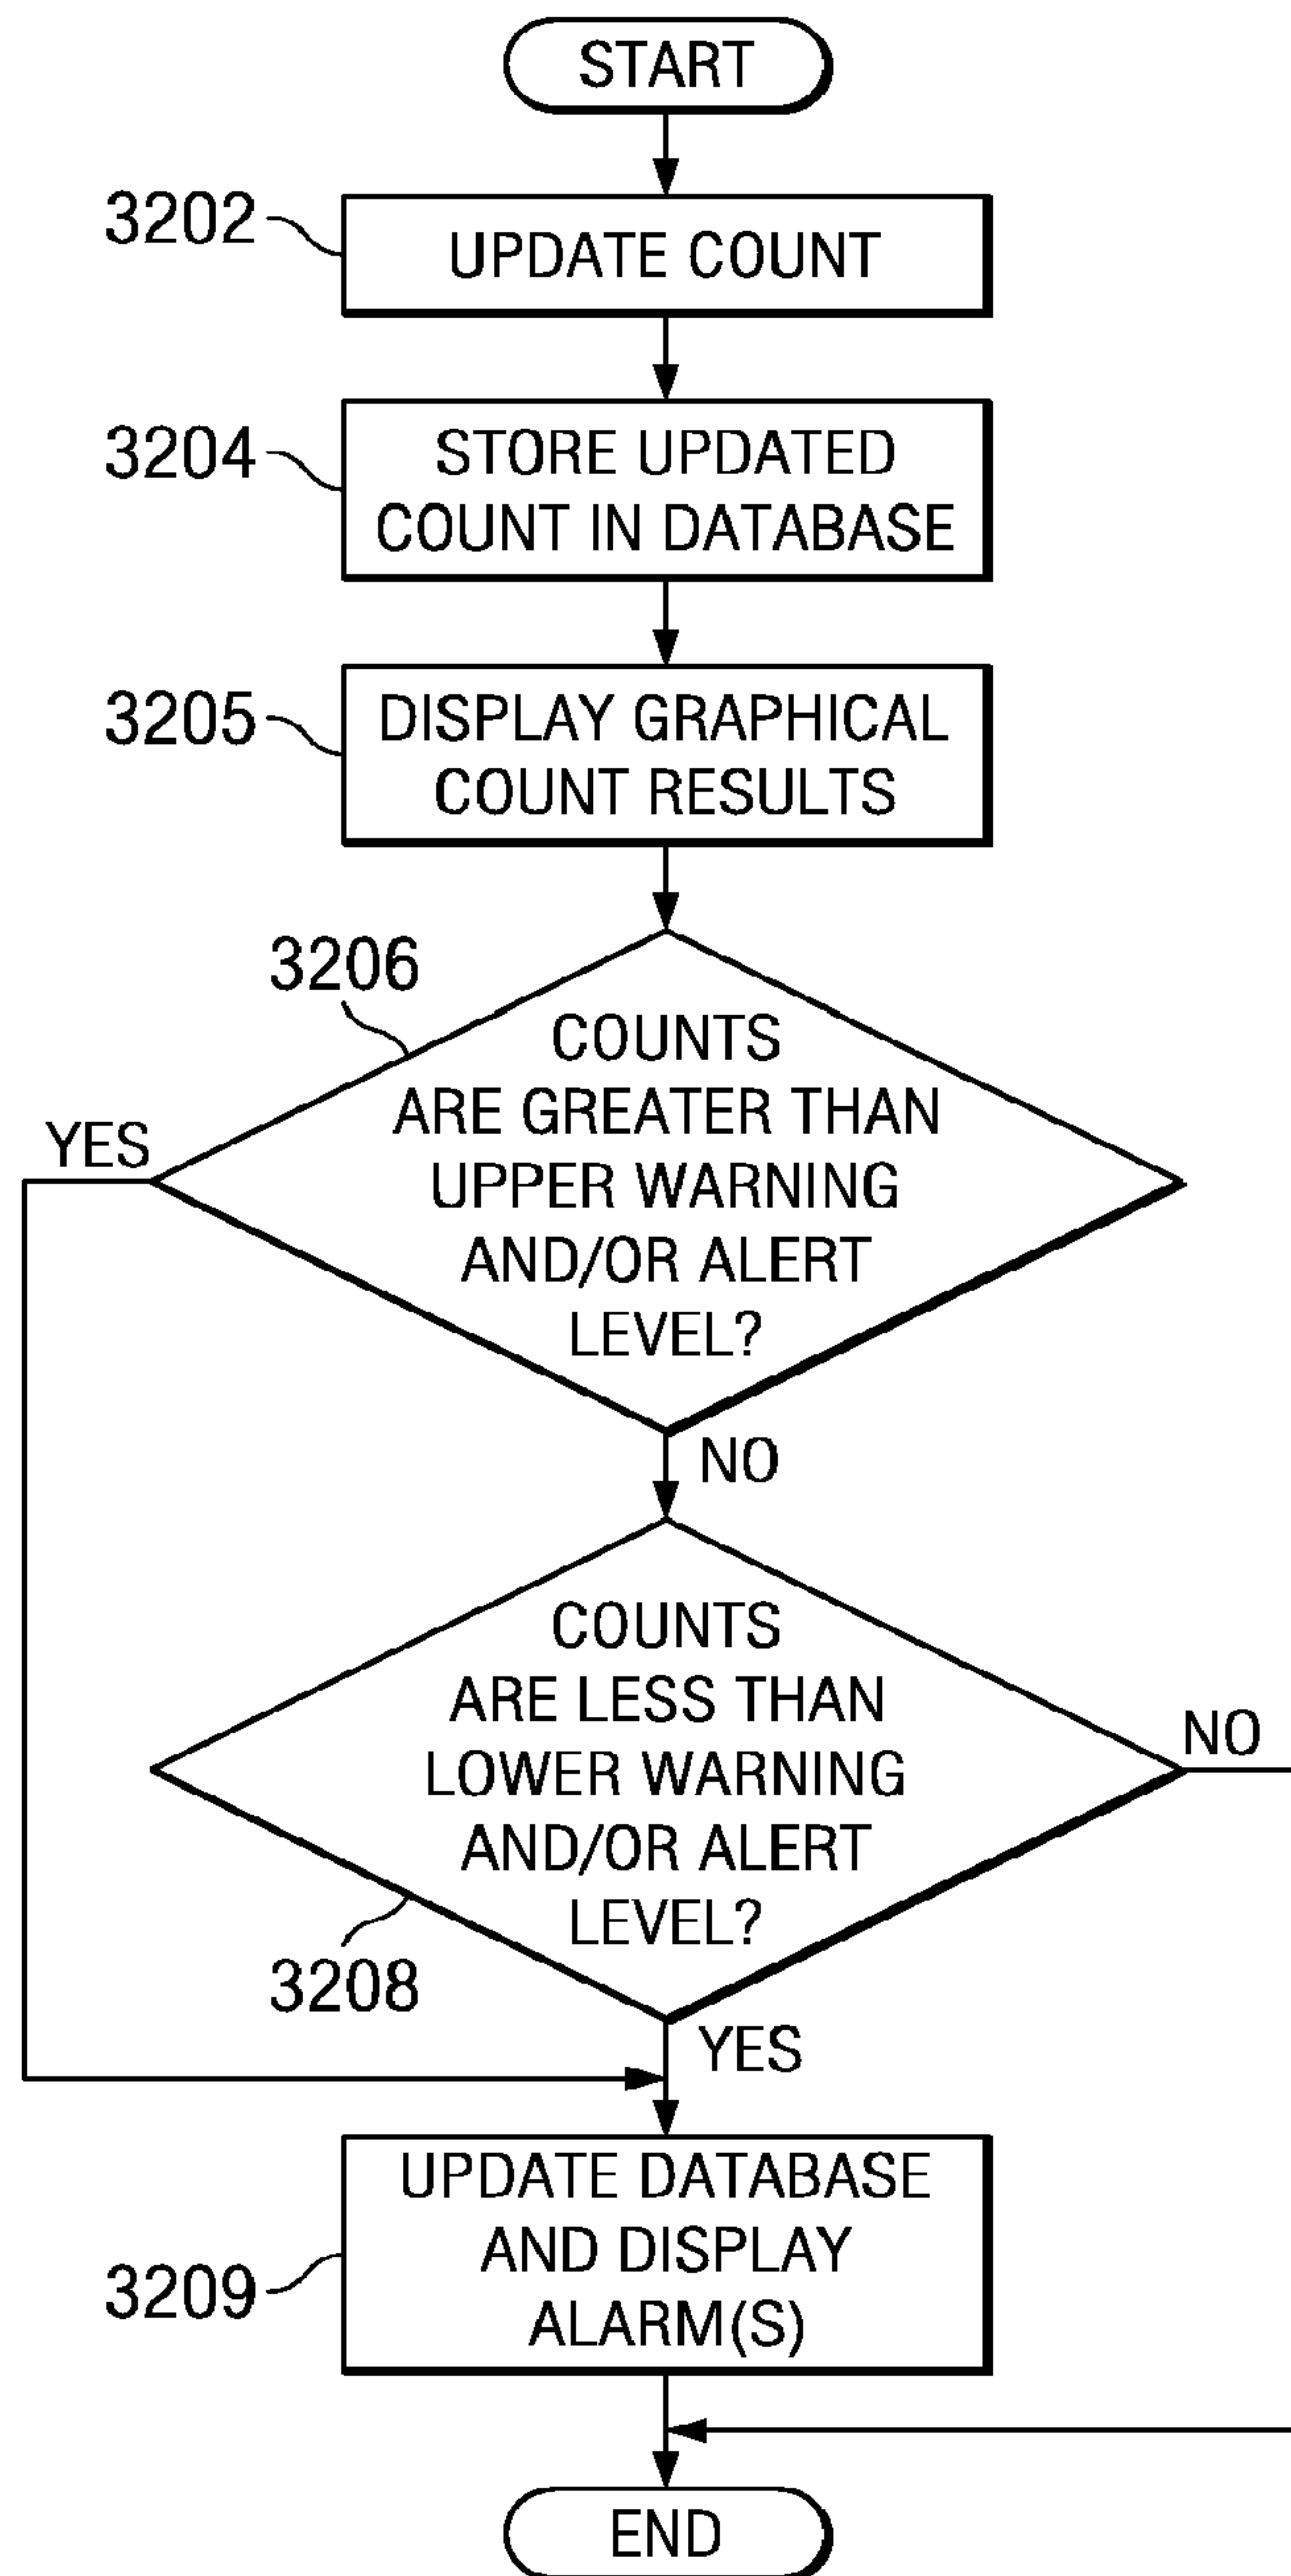 START
3202
UPDATE COUNT
3204
STORE UPDATED
COUNT IN DATABASE
3205
DISPLAY GRAPHICAL
COUNT RESULTS
3206
COUNTS
ARE GREATER THAN
UPPER WARNING
AND/OR ALERT
LEVEL?
YES
NO
COUNTS
ARE LESS THAN
LOWER WARNING
AND/OR ALERT
LEVEL?
NO
3208
YES
UPDATE DATABASE
AND DISPLAY
ALARM(S)
3209
END